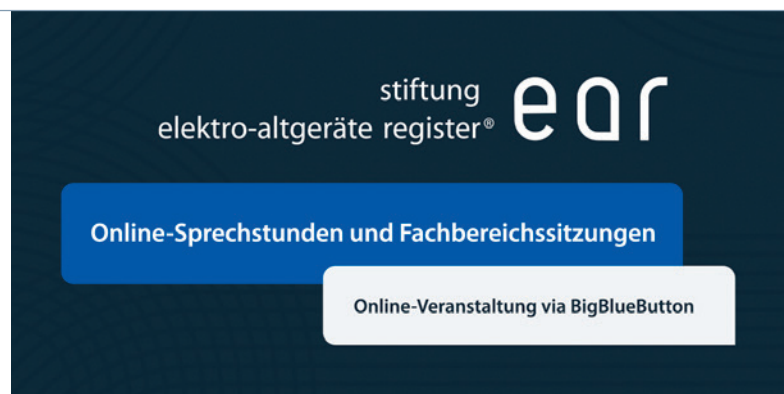 stiftung
elektro-altgeräte register®
ear
Online-Sprechstunden und Fachbereichssitzungen
Online-Veranstaltung via BigBlueButton